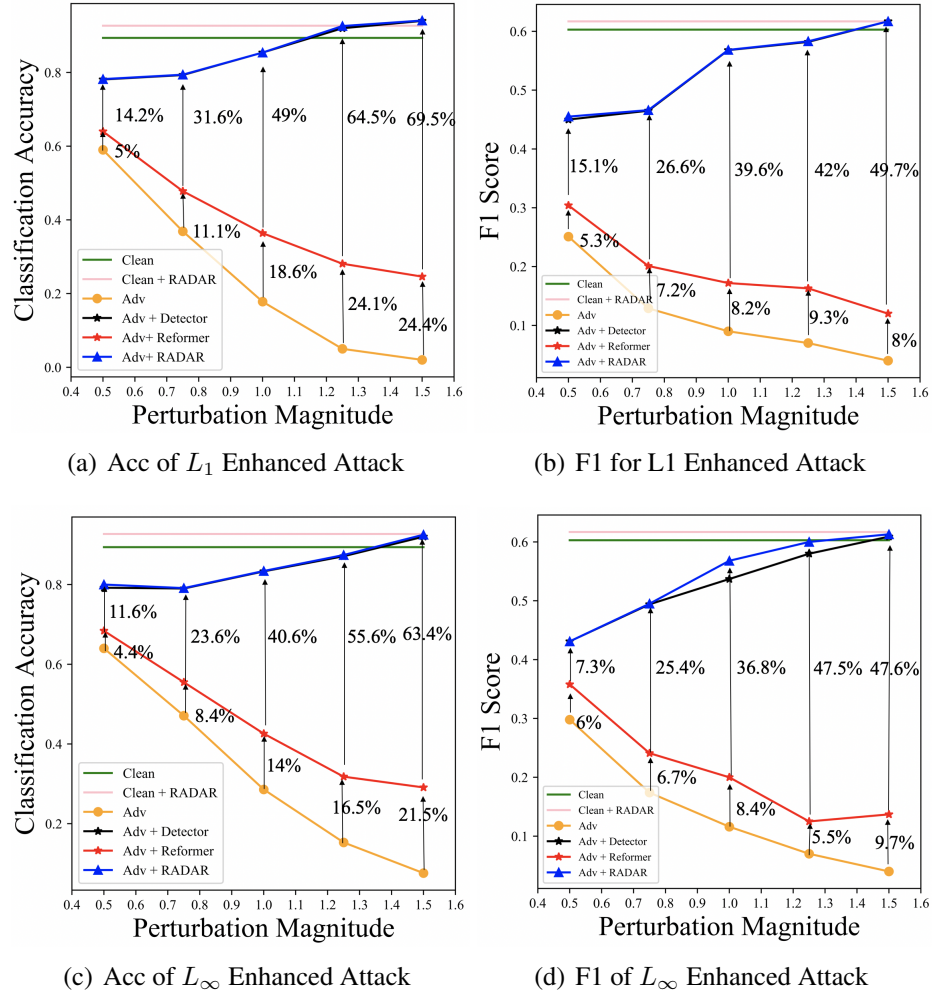 Classification Accuracy
0.8
0.6
0.4
0.2
0.0
14.2%
31.6%
49%
64.5%
69.5%
5%
11.1%
18.6%
24.1%
24.4%
Clean
Clean + RADAR
Adv
Adv + Detector
Adv+ Reformer
Adv+ RADAR
0.4 0.5 0.6 0.7 0.8 0.9 1.0 1.1 1.2 1.3 1.4 1.5 1.6
Perturbation Magnitude
(a) Acc of L₁ Enhanced Attack
F1 Score
0.6
0.5
0.4
0.3
0.2
0.1
15.1%
26.6%
39.6%
42%
49.7%
5.3%
7.2%
8.2%
9.3%
8%
Clean
Clean + RADAR
Adv
Adv + Detector
Adv + Reformer
Adv + RADAR
0.4 0.5 0.6 0.7 0.8 0.9 1.0 1.1 1.2 1.3 1.4 1.5 1.6
Perturbation Magnitude
(b) F1 for L1 Enhanced Attack
Classification Accuracy
0.8
0.6
0.4
0.2
11.6%
23.6%
40.6%
55.6%
63.4%
4.4%
8.4%
14%
16.5%
21.5%
Clean
Clean + RADAR
Adv
Adv + Detector
Adv + Reformer
Adv + RADAR
0.4 0.5 0.6 0.7 0.8 0.9 1.0 1.1 1.2 1.3 1.4 1.5 1.6
Perturbation Magnitude
(c) Acc of L∞ Enhanced Attack
F1 Score
0.6
0.5
0.4
0.3
0.2
0.1
7.3%
25.4%
36.8%
47.5%
47.6%
6%
6.7%
8.4%
5.5%
9.7%
Clean
Clean + RADAR
Adv
Adv + Detector
Adv + Reformer
Adv + RADAR
0.4 0.5 0.6 0.7 0.8 0.9 1.0 1.1 1.2 1.3 1.4 1.5 1.6
Perturbation Magnitude
(d) F1 of L∞ Enhanced Attack